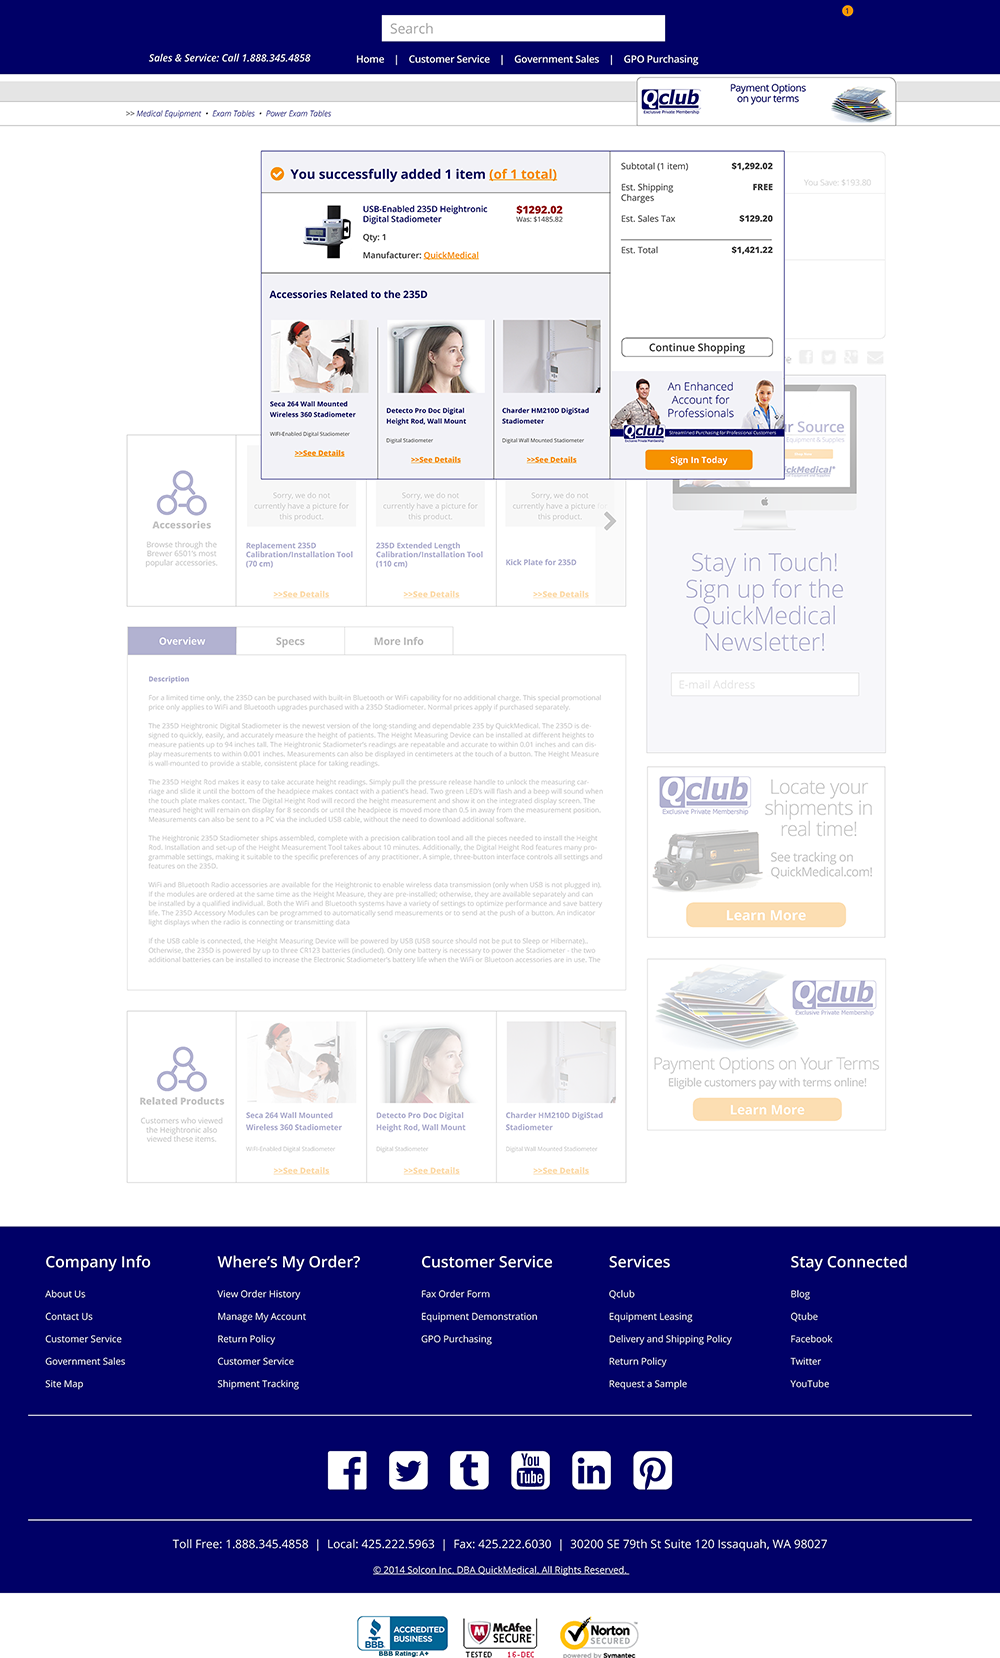 1
Search
Sales & Service: Call 1.888.345.4858
Home | Customer Service | Government Sales | GPO Purchasing
>> Medical Equipment • Exam Tables • Power Exam Tables
Qclub
Exclusive Private Membership
Payment Options
on your terms
You successfully added 1 item (of 1 total)
USB-Enabled 235D Heightronic
Digital Stadiometer
$1292.02
Was: $1485.82
Qty: 1
Manufacturer: QuickMedical
Subtotal (1 item) $1,292.02
Est. Shipping
Charges
FREE
Est. Sales Tax $129.20
Est. Total $1,421.22
You Save: $193.80
Accessories Related to the 235D
Seca 264 Wall Mounted
Wireless 360 Stadiometer
WiFi-Enabled Digital Stadiometer
>>See Details
Detecto Pro Doc Digital
Height Rod, Wall Mount
Digital Stadiometer
>>See Details
Charder HM210D DigiStad
Stadiometer
Digital Wall Mounted Stadiometer
>>See Details
Continue Shopping
An Enhanced
Account for
Professionals
Qclub
Exclusive Private Membership
Streamlined Purchasing for Professional Customers
Sign In Today
ur Source
Equipment & Supplies
ickMedical
Accessories
Browse through the
Brewer 6501's most
popular accessories.
Sorry, we do not
currently have a picture for
this product.
Replacement 235D
Calibration/Installation Tool
(70 cm)
>>See Details
Sorry, we do not
currently have a picture for
this product.
235D Extended Length
Calibration/Installation Tool
(110 cm)
>>See Details
Sorry, we do not
currently have a picture for
this product.
Kick Plate for 235D
>>See Details
Stay in Touch!
Sign up for the
QuickMedical
Newsletter!
E-mail Address
Overview
Specs
More Info
Description
For a limited time only, the 235D can be purchased with built-in Bluetooth or WiFi capability for no additional charge. This special promotional
price only applies to WiFi and Bluetooth upgrades purchased with a 235D Stadiometer. Normal prices apply if purchased separately.
The 235D Heightronic Digital Stadiometer is the newest version of the long-standing and dependable 235 by QuickMedical. The 235D is de-
signed to quickly, easily, and accurately measure the height of patients. The Height Measuring Device can be installed at different heights to
measure patients up to 94 inches tall. The Heightronic Stadiometer's readings are repeatable and accurate to within 0.01 inches and can dis-
play measurements to within 0.001 inches. Measurements can also be displayed in centimeters at the touch of a button. The Height Measure
is wall-mounted to provide a stable, consistent place for taking readings.
The 235D Height Rod makes it easy to take accurate height readings. Simply pull the pressure release handle to unlock the measuring car-
riage and slide it until the bottom of the headpiece makes contact with a patient's head. Two green LED's will flash and a beep will sound when
the touch plate makes contact. The Digital Height Rod will record the height measurement and show it on the integrated display screen. The
measured height will remain on display for 8 seconds or until the headpiece is moved more than 0.5 in away from the measurement position.
Measurements can also be sent to a PC via the included USB cable, without the need to download additional software.
The Heightronic 235D Stadiometer ships assembled, complete with a precision calibration tool and all the pieces needed to install the Height
Rod. Installation and set-up of the Height Measurement Tool takes about 10 minutes. Additionally, the Digital Height Rod features many pro-
grammable settings, making it suitable to the specific preferences of any practitioner. A simple, three-button interface controls all settings and
features on the 235D.
WiFi and Bluetooth Radio accessories are available for the Heightronic to enable wireless data transmission (only when USB is not plugged in).
If the modules are ordered at the same time as the Height Measure, they are pre-installed; otherwise, they are available separately and can
be installed by a qualified individual. Both the WiFi and Bluetooth systems have a variety of settings to optimize performance and save battery
life. The 235D Accessory Modules can be programmed to automatically send measurements or to send at the push of a button. An indicator
light displays when the radio is connecting or transmitting data
If the USB cable is connected, the Height Measuring Device will be powered by USB (USB source should not be put to Sleep or Hibernate).
Otherwise, the 235D is powered by up to three CR123 batteries (included). Only one battery is necessary to power the Stadiometer - the two
additional batteries can be installed to increase the Electronic Stadiometer's battery life when the WiFi or Bluetoon accessories are in use. The
Qclub
Exclusive Private Membership
Locate your
shipments in
real time!
See tracking on
QuickMedical.com!
Learn More
Qclub
Exclusive Private Membership
Payment Options on Your Terms
Eligible customers pay with terms online!
Learn More
Related Products
Customers who viewed
the Heightronic also
viewed these items.
Seca 264 Wall Mounted
Wireless 360 Stadiometer
WiFi-Enabled Digital Stadiometer
>>See Details
Detecto Pro Doc Digital
Height Rod, Wall Mount
Digital Stadiometer
>>See Details
Charder HM210D DigiStad
Stadiometer
Digital Wall Mounted Stadiometer
>>See Details
Company Info
About Us
Contact Us
Customer Service
Government Sales
Site Map
Where's My Order?
View Order History
Manage My Account
Return Policy
Customer Service
Shipment Tracking
Customer Service
Fax Order Form
Equipment Demonstration
GPO Purchasing
Services
Qclub
Equipment Leasing
Delivery and Shipping Policy
Return Policy
Request a Sample
Stay Connected
Blog
Qtube
Facebook
Twitter
YouTube
You
Tube
in
Toll Free: 1.888.345.4858 | Local: 425.222.5963 | Fax: 425.222.6030 | 30200 SE 79th St Suite 120 Issaquah, WA 98027
© 2014 Solcon Inc. DBA QuickMedical. All Rights Reserved.
BBB
ACCREDITED
BUSINESS
BBB Rating: A+
McAfee
SECURE
TESTED 16-DEC
Norton
SECURED
powered by Symantec